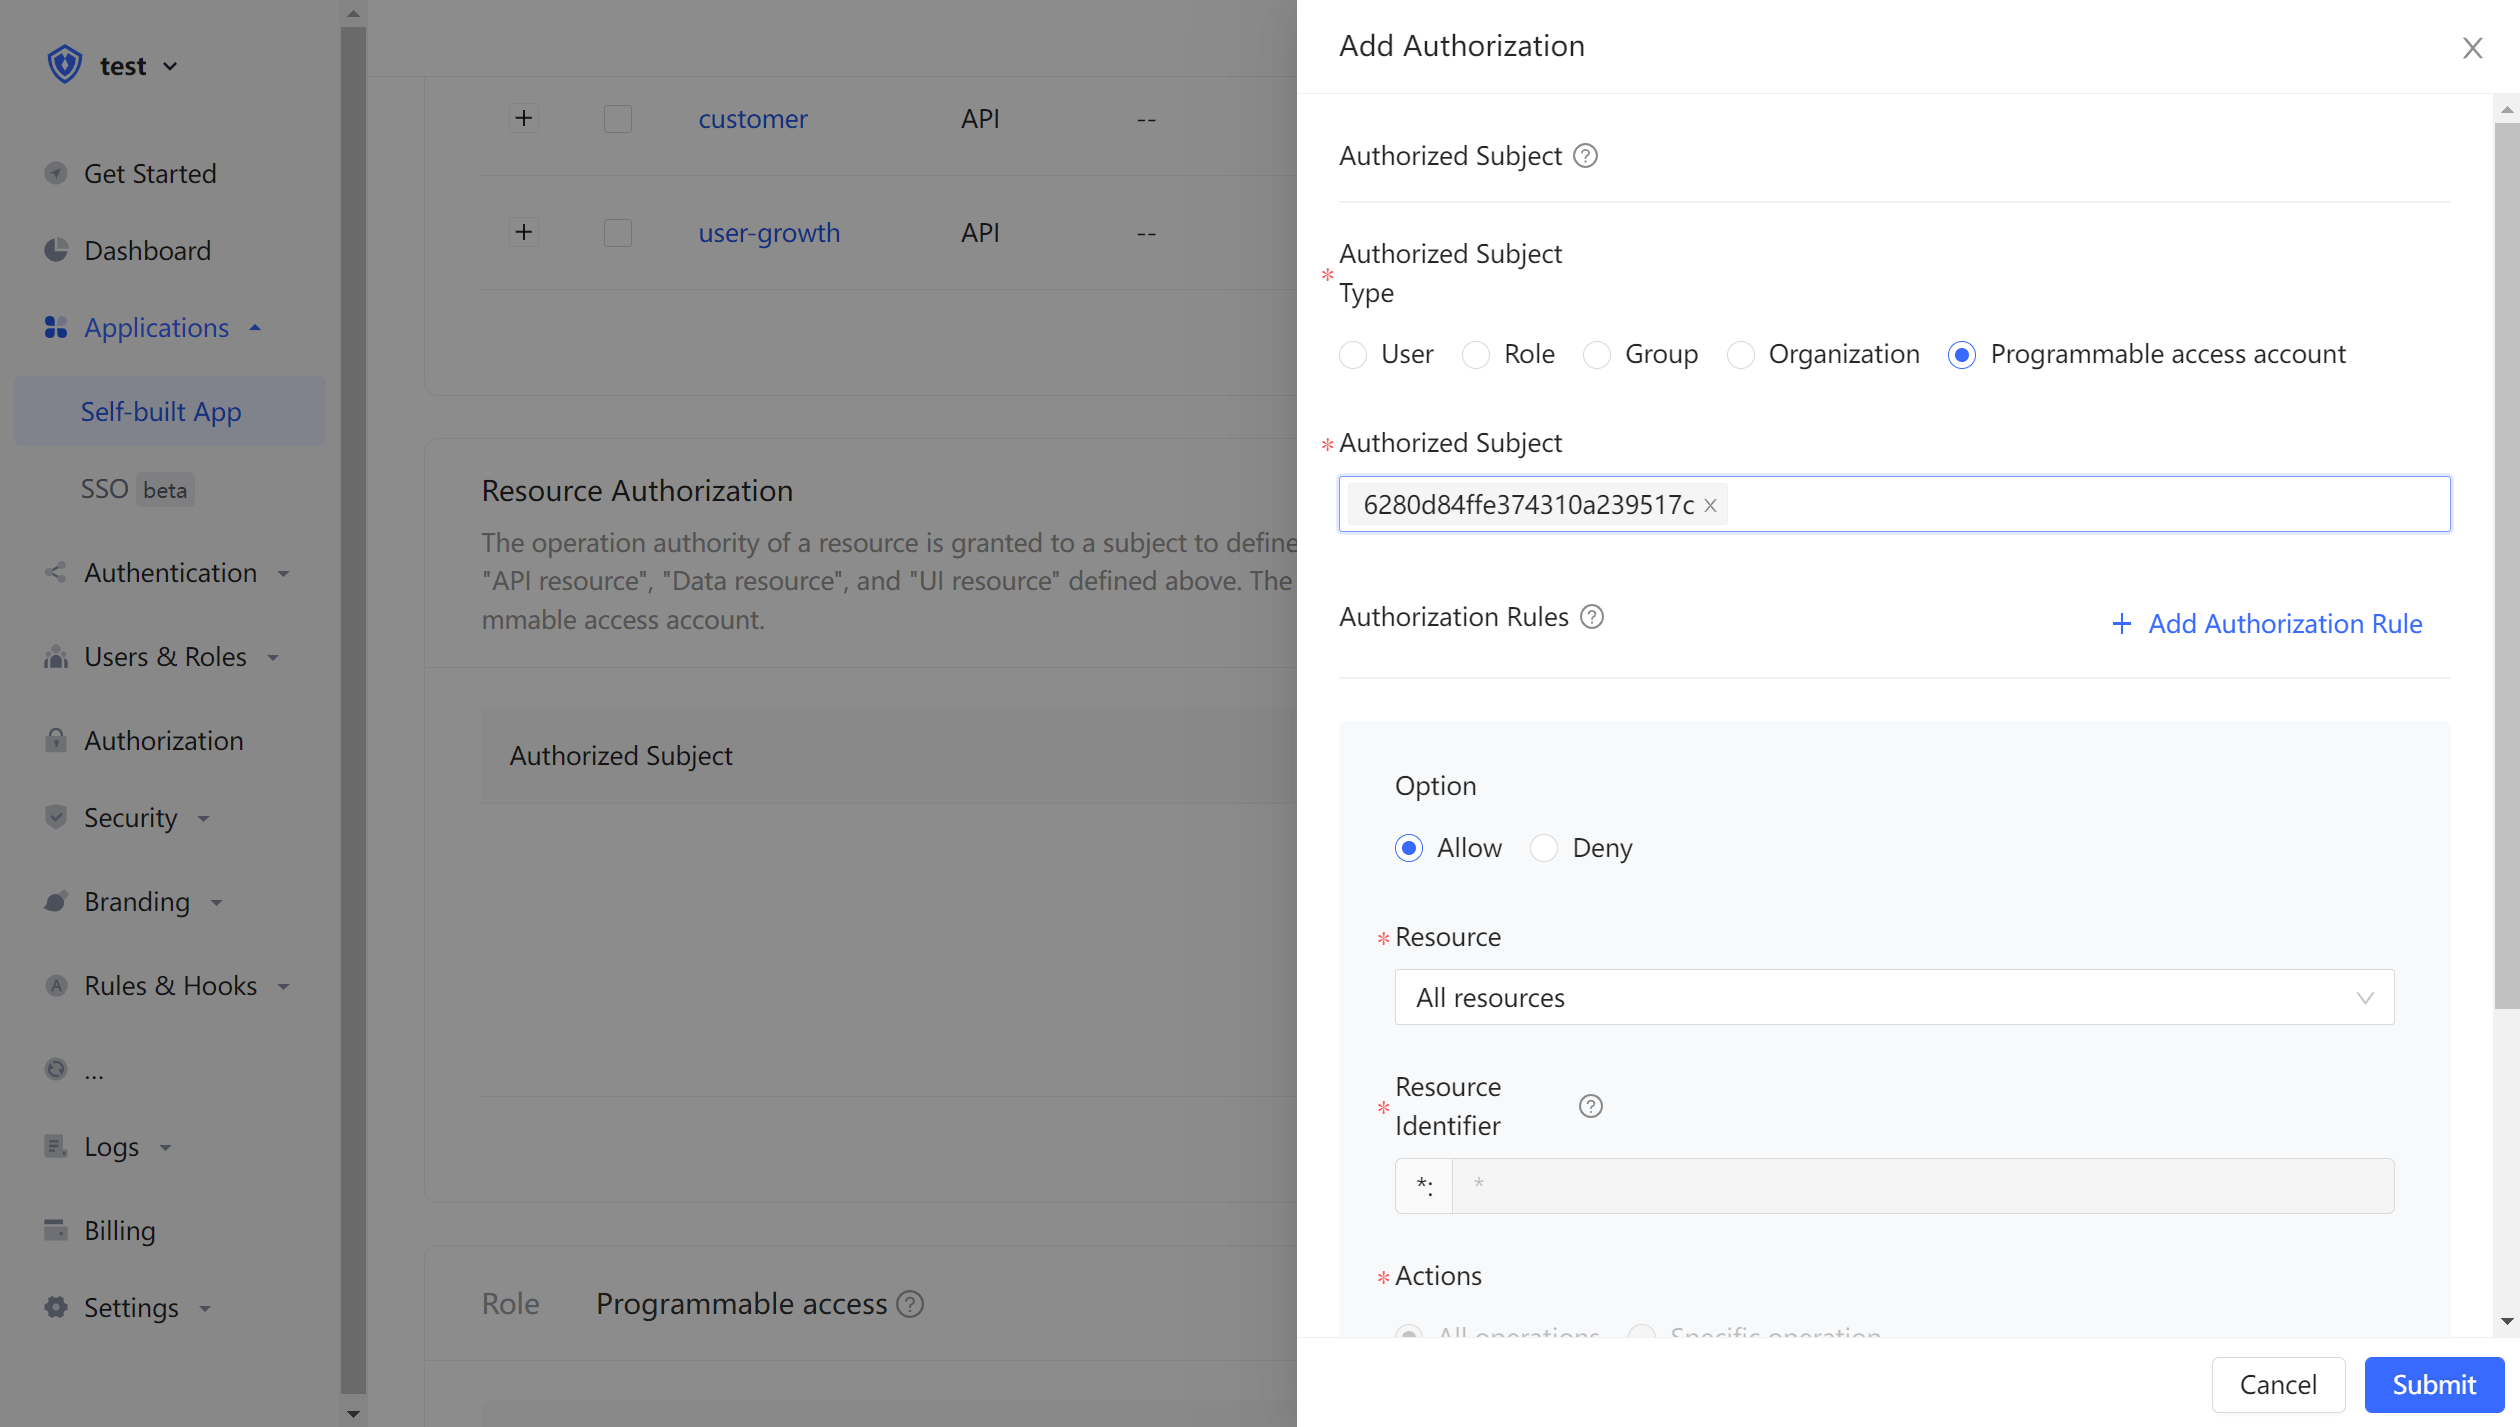 test
Get Started
Dashboard
Applications
Self-built App
SSO beta
Authentication
Users & Roles
Authorization
Security
Branding
Rules & Hooks
...
Logs
Billing
Settings
customer API --
user-growth API --
Resource Authorization
The operation authority of a resource is granted to a subject to define
"API resource", "Data resource", and "UI resource" defined above. The
mmable access account.
Authorized Subject
Role Programmable access ?
Add Authorization
Authorized Subject ?
* Authorized Subject
Type
User Role Group Organization Programmable access account
* Authorized Subject
6280d84ffe374310a239517c
Authorization Rules ? + Add Authorization Rule
Option
Allow Deny
* Resource
All resources
* Resource
Identifier ?
*: *
* Actions
All operations Specific operation
Cancel Submit